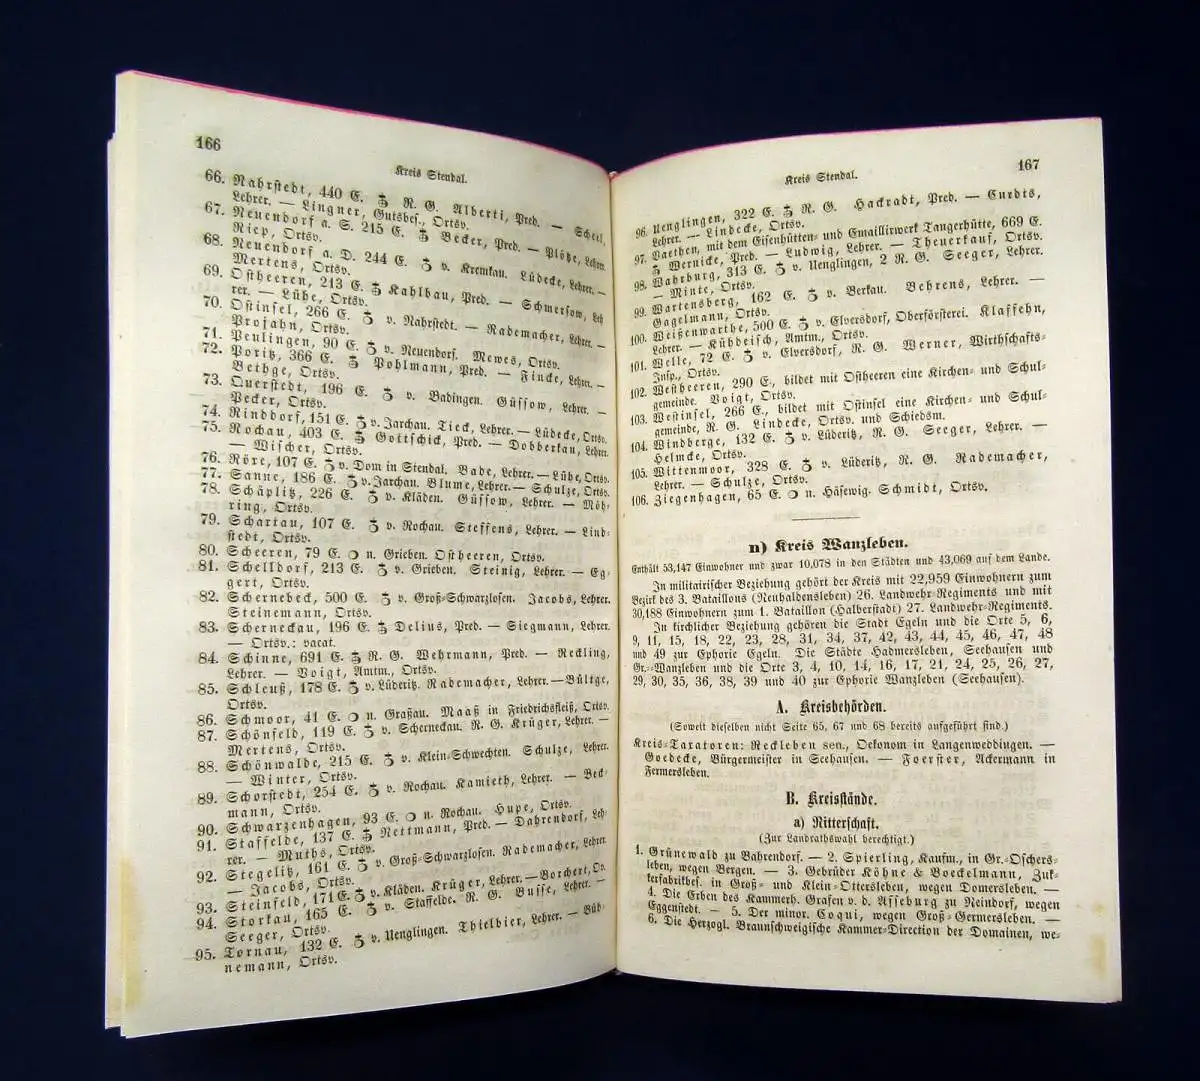 166
Kreis Stendal.
66. Nahrstedt, 440 E. R. G. Alberti, Pred. — Scheel,
Lehrer. — Lingner, Gutsbes., Ortsv.
67. Neuendorf a. S. 215 E. Becker, Pred. — Plötze, Lehrer
Riep, Ortsv.
68. Neuendorf a. D. 244 E. v. Kremkau. Lüdecke, Lehrer. —
Mertens, Ortsv.
69. Ostheeren, 213 E. Kahlbau, Pred. — Schmersow, Leh
rer. — Lübe, Ortsv.
70. Ostinsel, 266 E. v. Nahrstedt. — Rademacher, Lehrer. —
Projahn, Ortsv.
71. Peulingen, 90 E. v. Neuendorf. Mewes, Ortsv.
72. Poritz, 366 E. Pohlmann, Pred. — Fincke, Lehrer. —
Bethge, Ortsv.
73. Querstedt, 196 E. v. Badingen. Güssow, Lehrer. —
Pecker, Ortsv.
74. Rinddorf, 151 E. v. Jarchau. Tieck, Lehrer. — Lüdecke, Ortsv.
75. Rochau, 403 E. Gottschick, Pred. — Dobberkau, Lehrer.
— Wischer, Ortsv.
76. Röxe, 107 E. v. Dom in Stendal. Bade, Lehrer. — Lübe, Ortsv.
77. Sanne, 186 E. v. Jarchau. Blume, Lehrer. — Schulze, Ortsv.
78. Schäplitz, 226 E. v. Kläden. Güssow, Lehrer. — Möh-
ring, Ortsv.
79. Schartau, 107 E. v. Rochau. Steffens, Lehrer. — Lind-
stedt, Ortsv.
80. Scheeren, 79 E. n. Grieben. Ostheeren, Ortsv.
81. Schelldorf, 213 E. v. Grieben. Steinig, Lehrer. — Eg-
gert, Ortsv.
82. Schernebeck, 500 E. v. Groß-Schwarzlosen. Jacobs, Lehrer.
Steinemann, Ortsv.
83. Scherneckau, 196 E. Delius, Pred. — Siegmann, Lehrer.
— Ortsv.: vacat.
84. Schinne, 691 E. R. G. Wehrmann, Pred. — Reckling,
Lehrer. — Voigt, Amtm., Ortsv.
85. Schleuß, 178 E. v. Lüderitz. Rademacher, Lehrer. — Bültge,
Ortsv.
86. Schmoor, 41 E. n. Graßau. Maaß in Friedrichsfleiß, Ortsv.
87. Schönfeld, 119 E. v. Scherneckau. R. G. Krüger, Lehrer. —
Mertens, Ortsv.
88. Schönwalde, 215 E. v. Klein-Schwechten. Schulze, Lehrer.
— Winter, Ortsv.
89. Schorstedt, 254 E. v. Rochau. Kamieth, Lehrer. — Beck-
mann, Ortsv.
90. Schwarzenhagen, 93 E. n. Rochau. Hupe, Ortsv.
91. Staffelde, 137 E. Nettmann, Pred. — Dahrendorf, Leh-
rer. — Muths, Ortsv.
92. Stegelitz, 161 E. v. Groß-Schwarzlosen. Rademacher, Lehrer.
— Jacobs, Ortsv.
93. Steinfeld, 171 E. v. Kläden. Krüger, Lehrer. — Borchert, Ov.
94. Storkau, 165 E. v. Staffelde. R. G. Busse, Lehrer. —
Seeger, Ortsv.
95. Tornau, 132 E. v. Uenglingen. Thielbier, Lehrer. — Büh-
nemann, Ortsv.
167
Kreis Stendal.
96. Uenglingen, 322 E. R. G. Hackradt, Pred. — Curdts,
Lehrer. — Lindecke, Ortsv.
97. Vaethen, mit dem Eisenhütten- und Emaillirwerk Tangerhütte, 669 E.
Wernicke, Pred. — Ludwig, Lehrer. — Theuerkauf, Ortsv.
98. Wahrburg, 313 E. v. Uenglingen, 2 R. G. Seeger, Lehrer.
— Minte, Ortsv.
99. Wartensberg, 162 E. v. Berkau. Behrens, Lehrer. —
Gagelmann, Ortsv.
100. Weißenwarthe, 500 E. v. Elversdorf, Oberförsterei. Klaffehn,
Lehrer. — Kühdeisch, Amtm., Ortsv.
101. Welle, 72 E. v. Elversdorf, R. G. Werner, Wirthschafts-
Insp., Ortsv.
102. Westheeren, 290 E., bildet mit Ostheeren eine Kirchen- und Schul-
gemeinde. Voigt, Ortsv.
103. Westinsel, 266 E., bildet mit Ostinsel eine Kirchen- und Schul-
gemeinde, R. G. Lindecke, Ortsv. und Schiedsm.
104. Windberge, 132 E. v. Lüderitz, R. G. Seeger, Lehrer. —
Helmcke, Ortsv.
105. Wittenmoor, 328 E. v. Lüderitz, R. G. Rademacher,
Lehrer. — Schulze, Ortsv.
106. Ziegenhagen, 65 E. n. Häsewig. Schmidt, Ortsv.
n) Kreis Wanzleben.
Enthält 53,147 Einwohner und zwar 10,078 in den Städten und 43,069 auf dem Lande.
In militairischer Beziehung gehört der Kreis mit 22,959 Einwohnern zum
Bezirk des 3. Bataillons (Neuhaldensleben) 26. Landwehr-Regiments und mit
30,188 Einwohnern zum 1. Bataillon (Halberstadt) 27. Landwehr-Regiments.
In kirchlicher Beziehung gehören die Stadt Egeln und die Orte 5, 6,
9, 11, 15, 18, 22, 23, 28, 31, 34, 37, 42, 43, 44, 45, 46, 47, 48
und 49 zur Ephorie Egeln. Die Städte Hadmersleben, Seehausen und
Gr.-Wanzleben und die Orte 3, 4, 10, 14, 16, 17, 21, 24, 25, 26, 27,
29, 30, 35, 36, 38, 39 und 40 zur Ephorie Wanzleben (Seehausen).
A. Kreisbehörden.
(Soweit dieselben nicht Seite 65, 67 und 68 bereits aufgeführt sind.)
Kreis-Taratoren: Reckleben sen., Oekonom in Langenweddingen. —
Goedecke, Bürgermeister in Seehausen. — Foerster, Ackermann in
Fermersleben.
B. Kreisstände.
a) Ritterschaft.
(Zur Landrathswahl berechtigt.)
1. Grünewald zu Bahrendorf. — 2. Spierling, Kaufm., in Gr.-Oschers-
leben, wegen Bergen. — 3. Gebrüder Köhne & Boeckelmann, Zuk-
kerfabrikbes. in Groß- und Klein-Ottersleben, wegen Domersleben. —
4. Die Erben des Kammerh. Grafen v. d. Asseburg zu Neindorf, wegen
Eggenstedt. — 5. Der minor. Coqui, wegen Groß-Germersleben. —
6. Die Herzogl. Braunschweigische Kammer-Direction der Domainen, we-